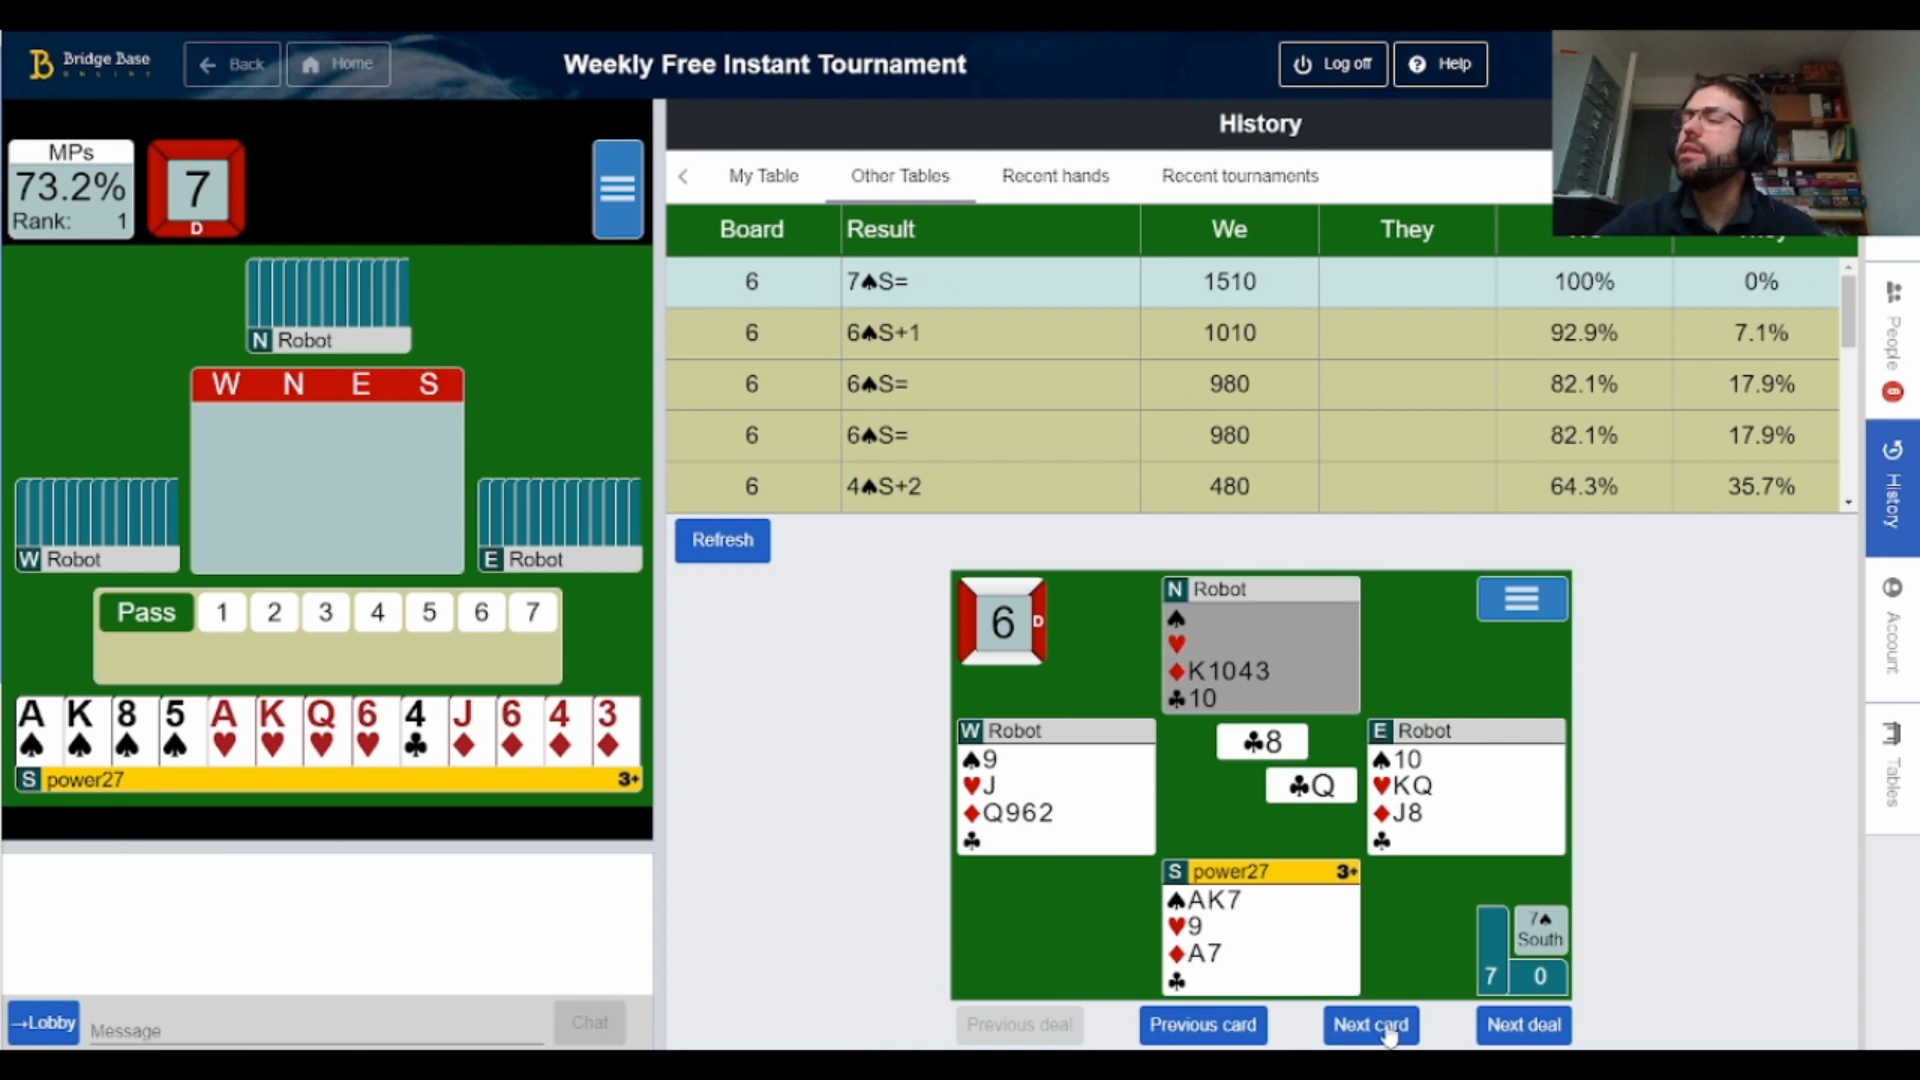 Bridge Base
ONLINE
Back
Home
Weekly Free Instant Tournament
Log off
Help
MPs
73.2%
Rank: 1
7
D
N Robot
W N E S
W Robot
E Robot
Pass 1 2 3 4 5 6 7
A K 8 5 A K Q 6 4 J 6 4 3
♠ ♠ ♠ ♠ ♥ ♥ ♥ ♥ ♣ ♦ ♦ ♦ ♦
S power27 3+
→Lobby
Message
Chat
History
My Table Other Tables Recent hands Recent tournaments
Board Result We They
6 7♠S= 1510 100% 0%
6 6♠S+1 1010 92.9% 7.1%
6 6♠S= 980 82.1% 17.9%
6 6♠S= 980 82.1% 17.9%
6 4♠S+2 480 64.3% 35.7%
Refresh
6
D
N Robot
♠
♥
♦K1043
♣10
W Robot
♠9
♥J
♦Q962
♣
♣8
♣Q
E Robot
♠10
♥KQ
♦J8
♣
S power27 3+
♠AK7
♥9
♦A7
♣
7♠
South
7 0
Previous deal
Previous card
Next card
Next deal
People
History
Account
Tables